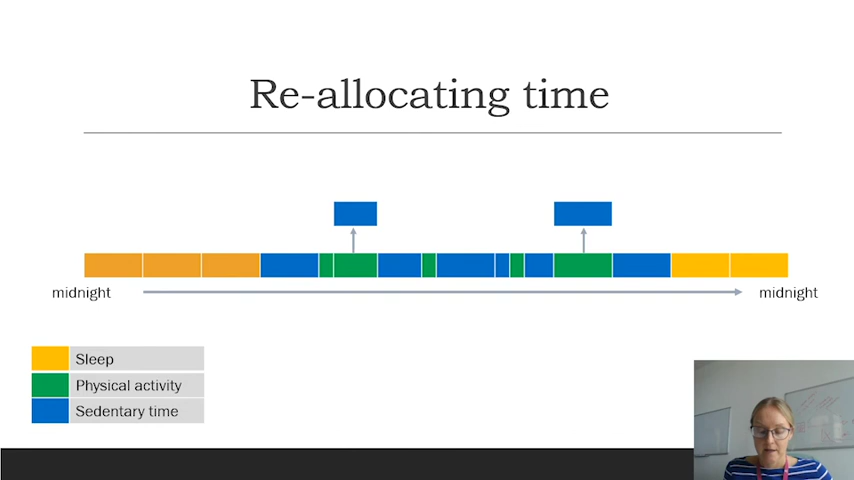 Re-allocating time
midnight
midnight
Sleep
Physical activity
Sedentary time